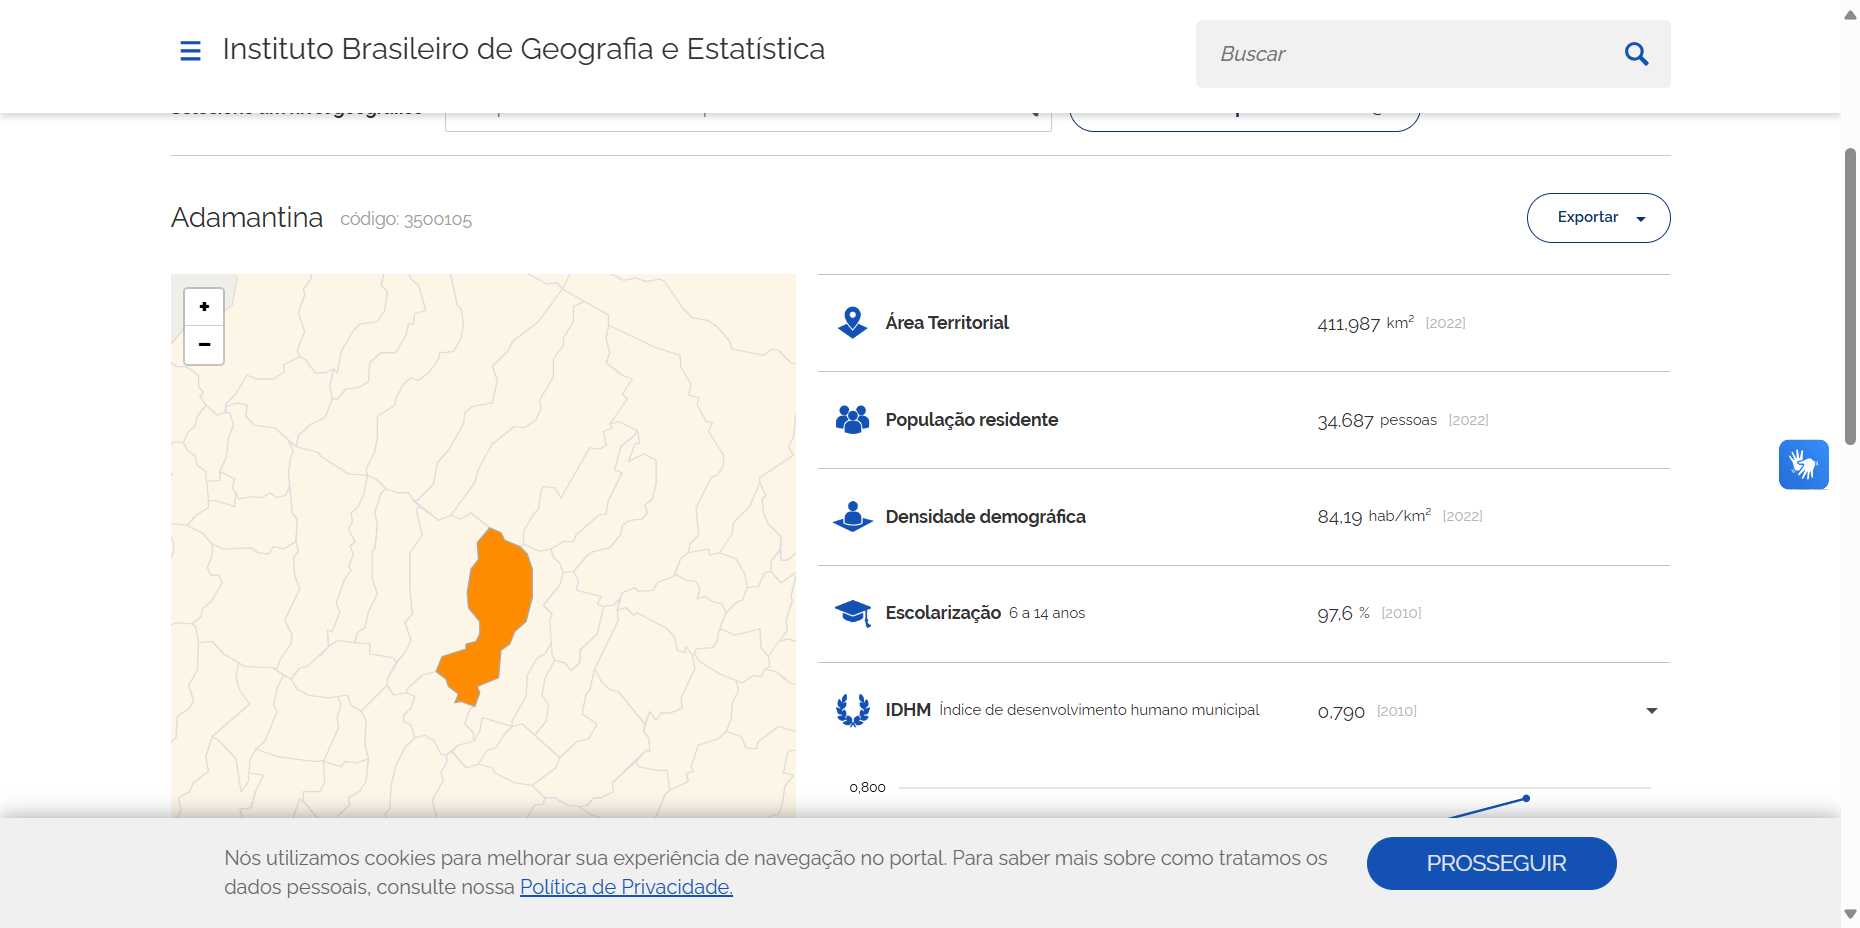 Instituto Brasileiro de Geografia e Estatística
Buscar
Adamantina código: 3500105
Exportar
+
−
Área Territorial 411,987 km² [2022]
População residente 34.687 pessoas [2022]
Densidade demográfica 84,19 hab/km² [2022]
Escolarização 6 a 14 anos 97,6 % [2010]
IDHM Índice de desenvolvimento humano municipal 0,790 [2010]
0,800
Nós utilizamos cookies para melhorar sua experiência de navegação no portal. Para saber mais sobre como tratamos os
dados pessoais, consulte nossa Política de Privacidade.
PROSSEGUIR